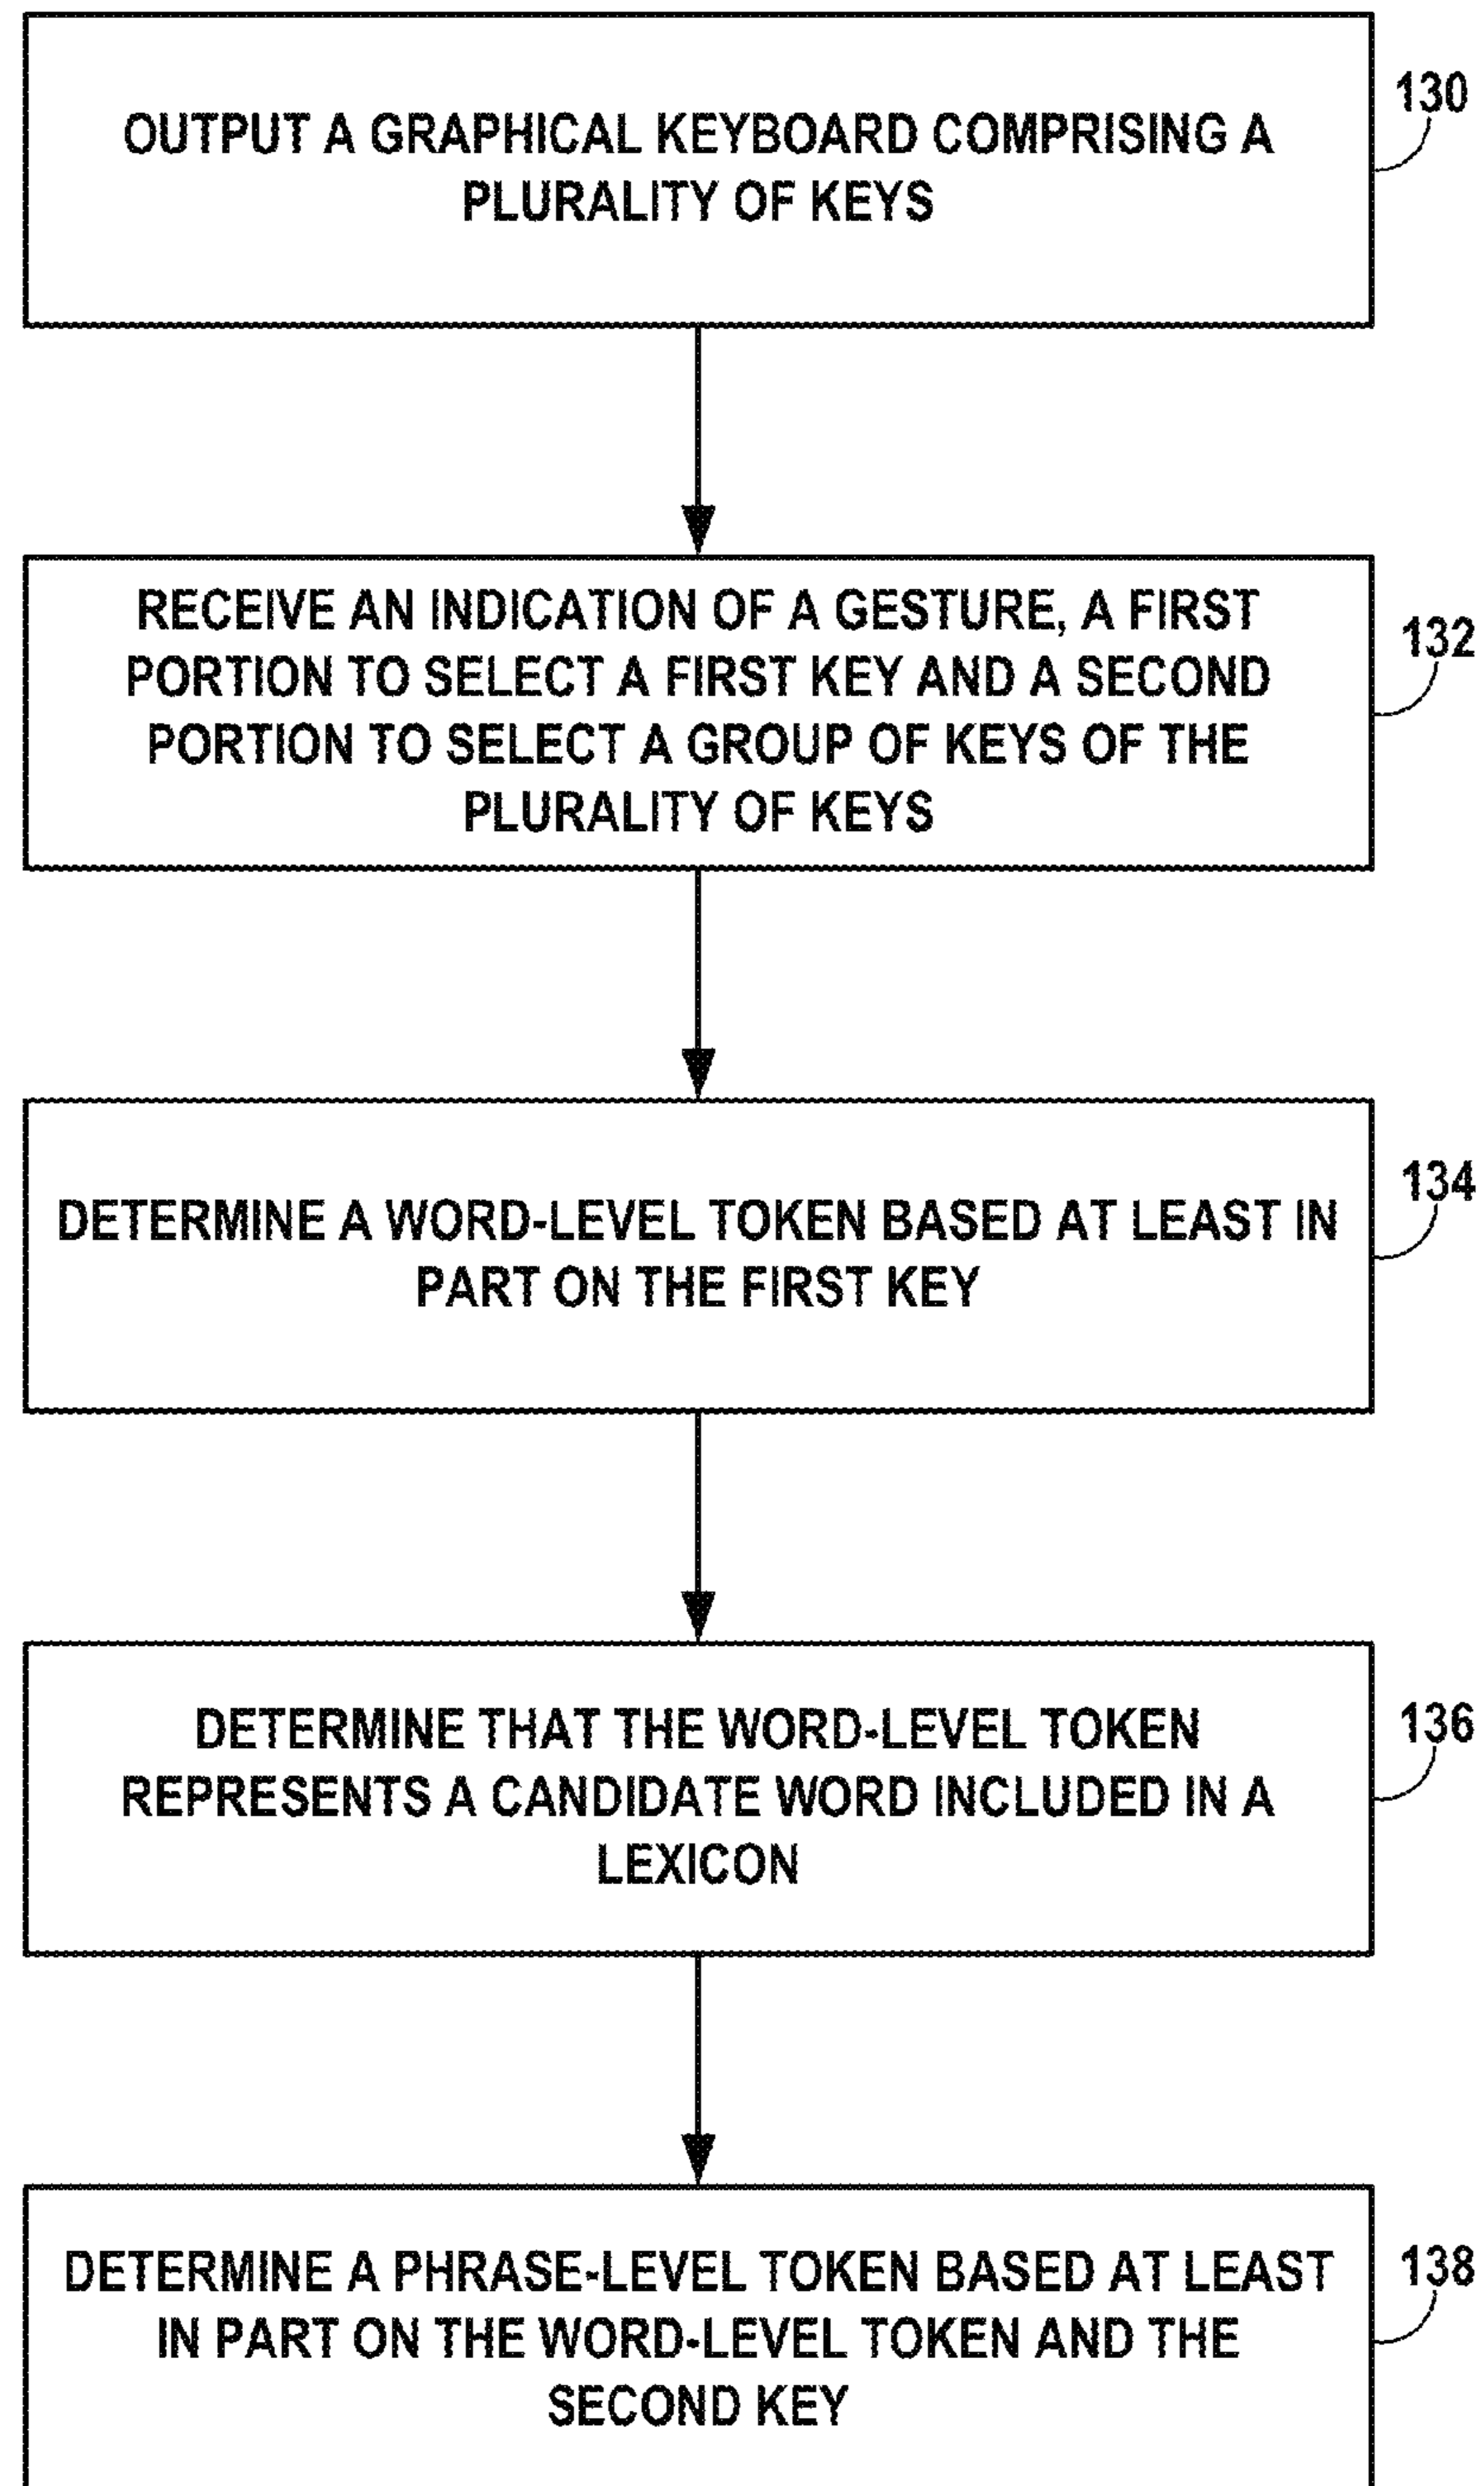 130
OUTPUT A GRAPHICAL KEYBOARD COMPRISING A
PLURALITY OF KEYS
132
RECEIVE AN INDICATION OF A GESTURE, A FIRST
PORTION TO SELECT A FIRST KEY AND A SECOND
PORTION TO SELECT A GROUP OF KEYS OF THE
PLURALITY OF KEYS
134
DETERMINE A WORD-LEVEL TOKEN BASED AT LEAST IN
PART ON THE FIRST KEY
136
DETERMINE THAT THE WORD-LEVEL TOKEN
REPRESENTS A CANDIDATE WORD INCLUDED IN A
LEXICON
138
DETERMINE A PHRASE-LEVEL TOKEN BASED AT LEAST
IN PART ON THE WORD-LEVEL TOKEN AND THE
SECOND KEY